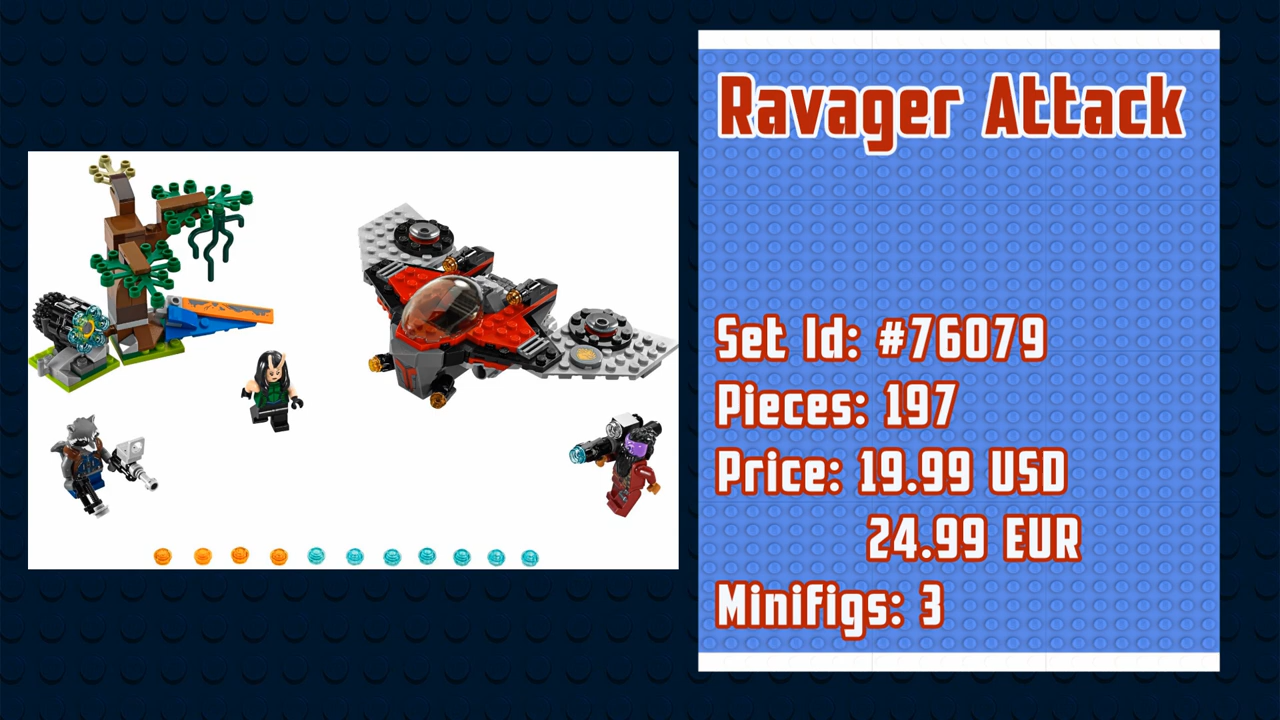 Ravager Attack
Set Id: #76079
Pieces: 197
Price: 19.99 USD
24.99 EUR
Minifigs: 3